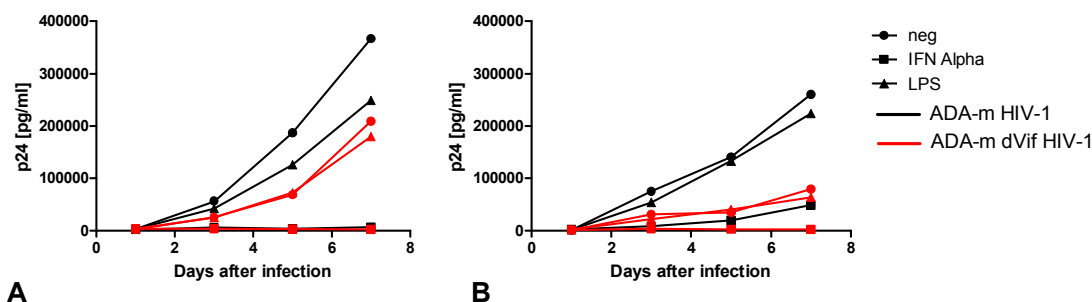 400000
300000
200000
100000
0
p24 [pg/ml]
0 2 4 6 8
Days after infection
A
400000
300000
200000
100000
0
p24 [pg/ml]
0 2 4 6 8
Days after infection
B
neg
IFN Alpha
LPS
ADA-m HIV-1
ADA-m dVif HIV-1